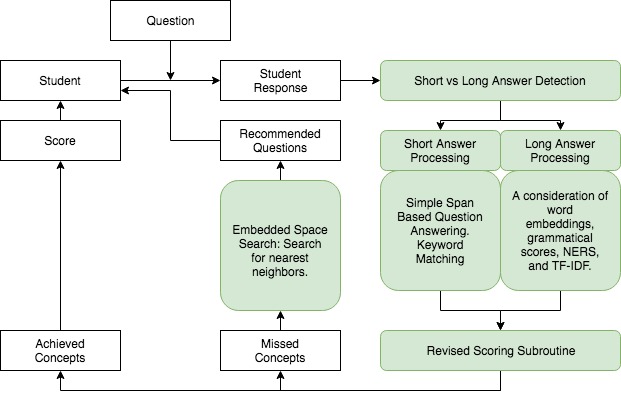 Question
Student
Student
Response
Short vs Long Answer Detection
Score
Recommended
Questions
Short Answer
Processing
Long Answer
Processing
Embedded Space
Search: Search
for nearest
neighbors.
Simple Span
Based Question
Answering.
Keyword
Matching
A consideration of
word
embeddings,
grammatical
scores, NERS,
and TF-IDF.
Achieved
Concepts
Missed
Concepts
Revised Scoring Subroutine